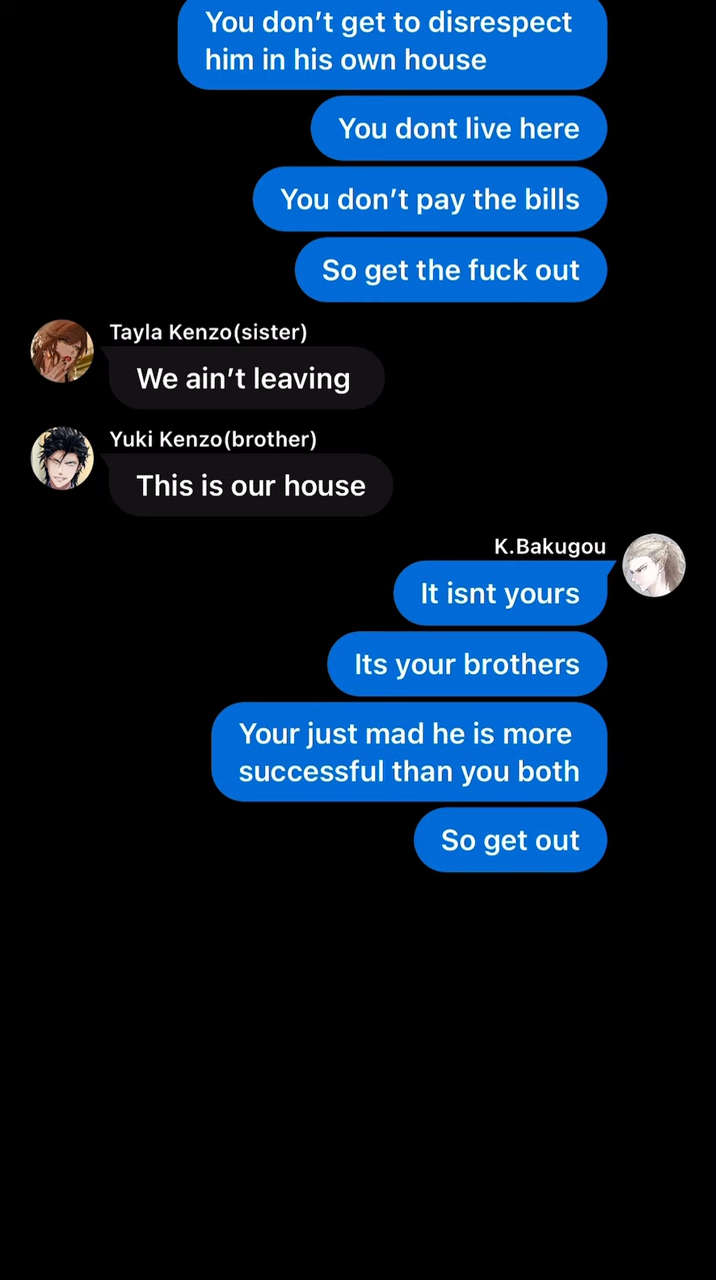 You don’t get to disrespect
him in his own house
You dont live here
You don’t pay the bills
So get the fuck out
Tayla Kenzo(sister)
We ain’t leaving
Yuki Kenzo(brother)
This is our house
K.Bakugou
It isnt yours
Its your brothers
Your just mad he is more
successful than you both
So get out